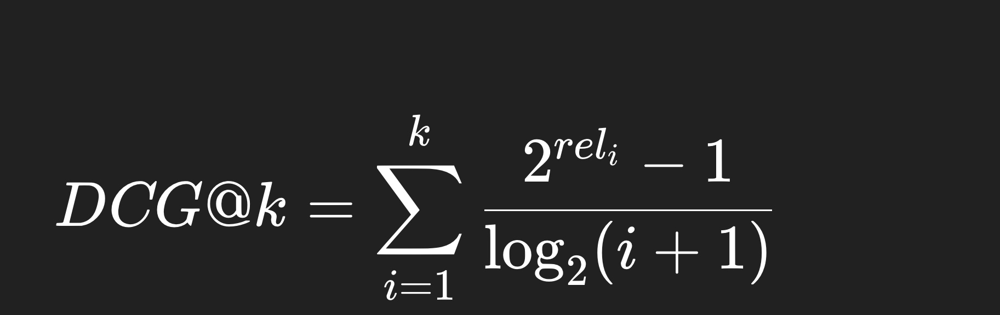 DCG@k = \sum_{i=1}^{k} \frac{2^{rel_i} - 1}{\log_2(i + 1)}